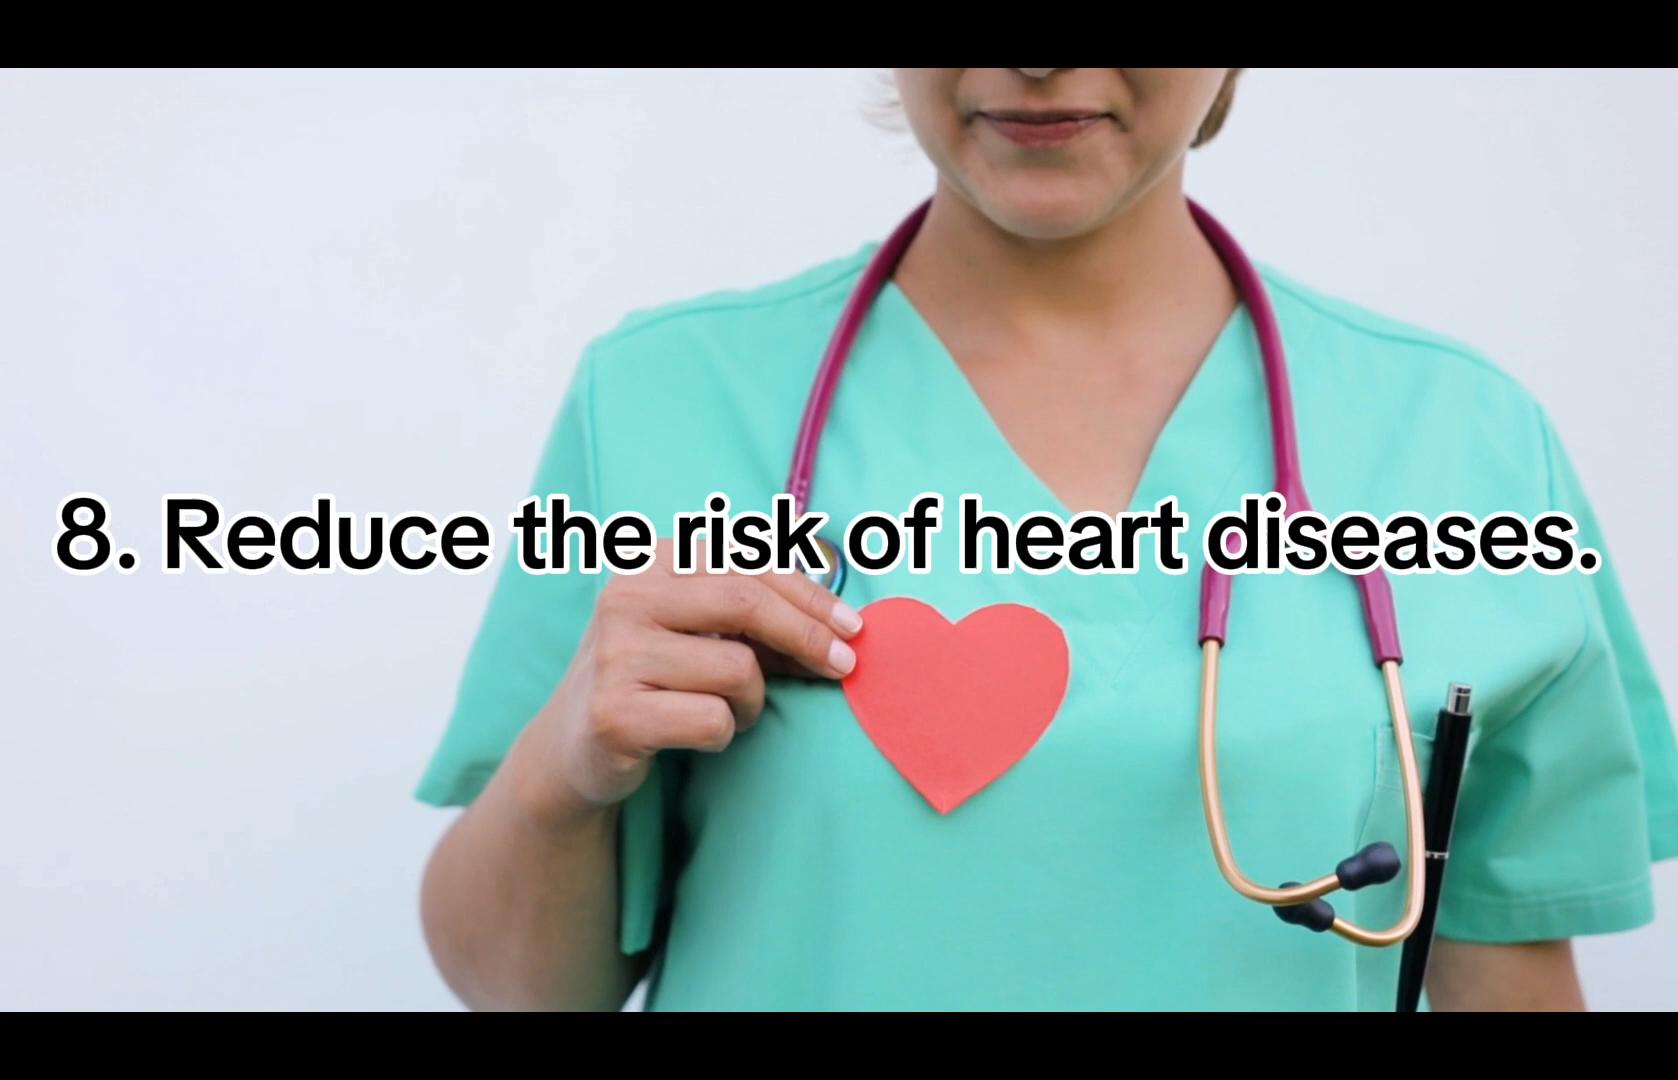 8. Reduce the risk of heart diseases.